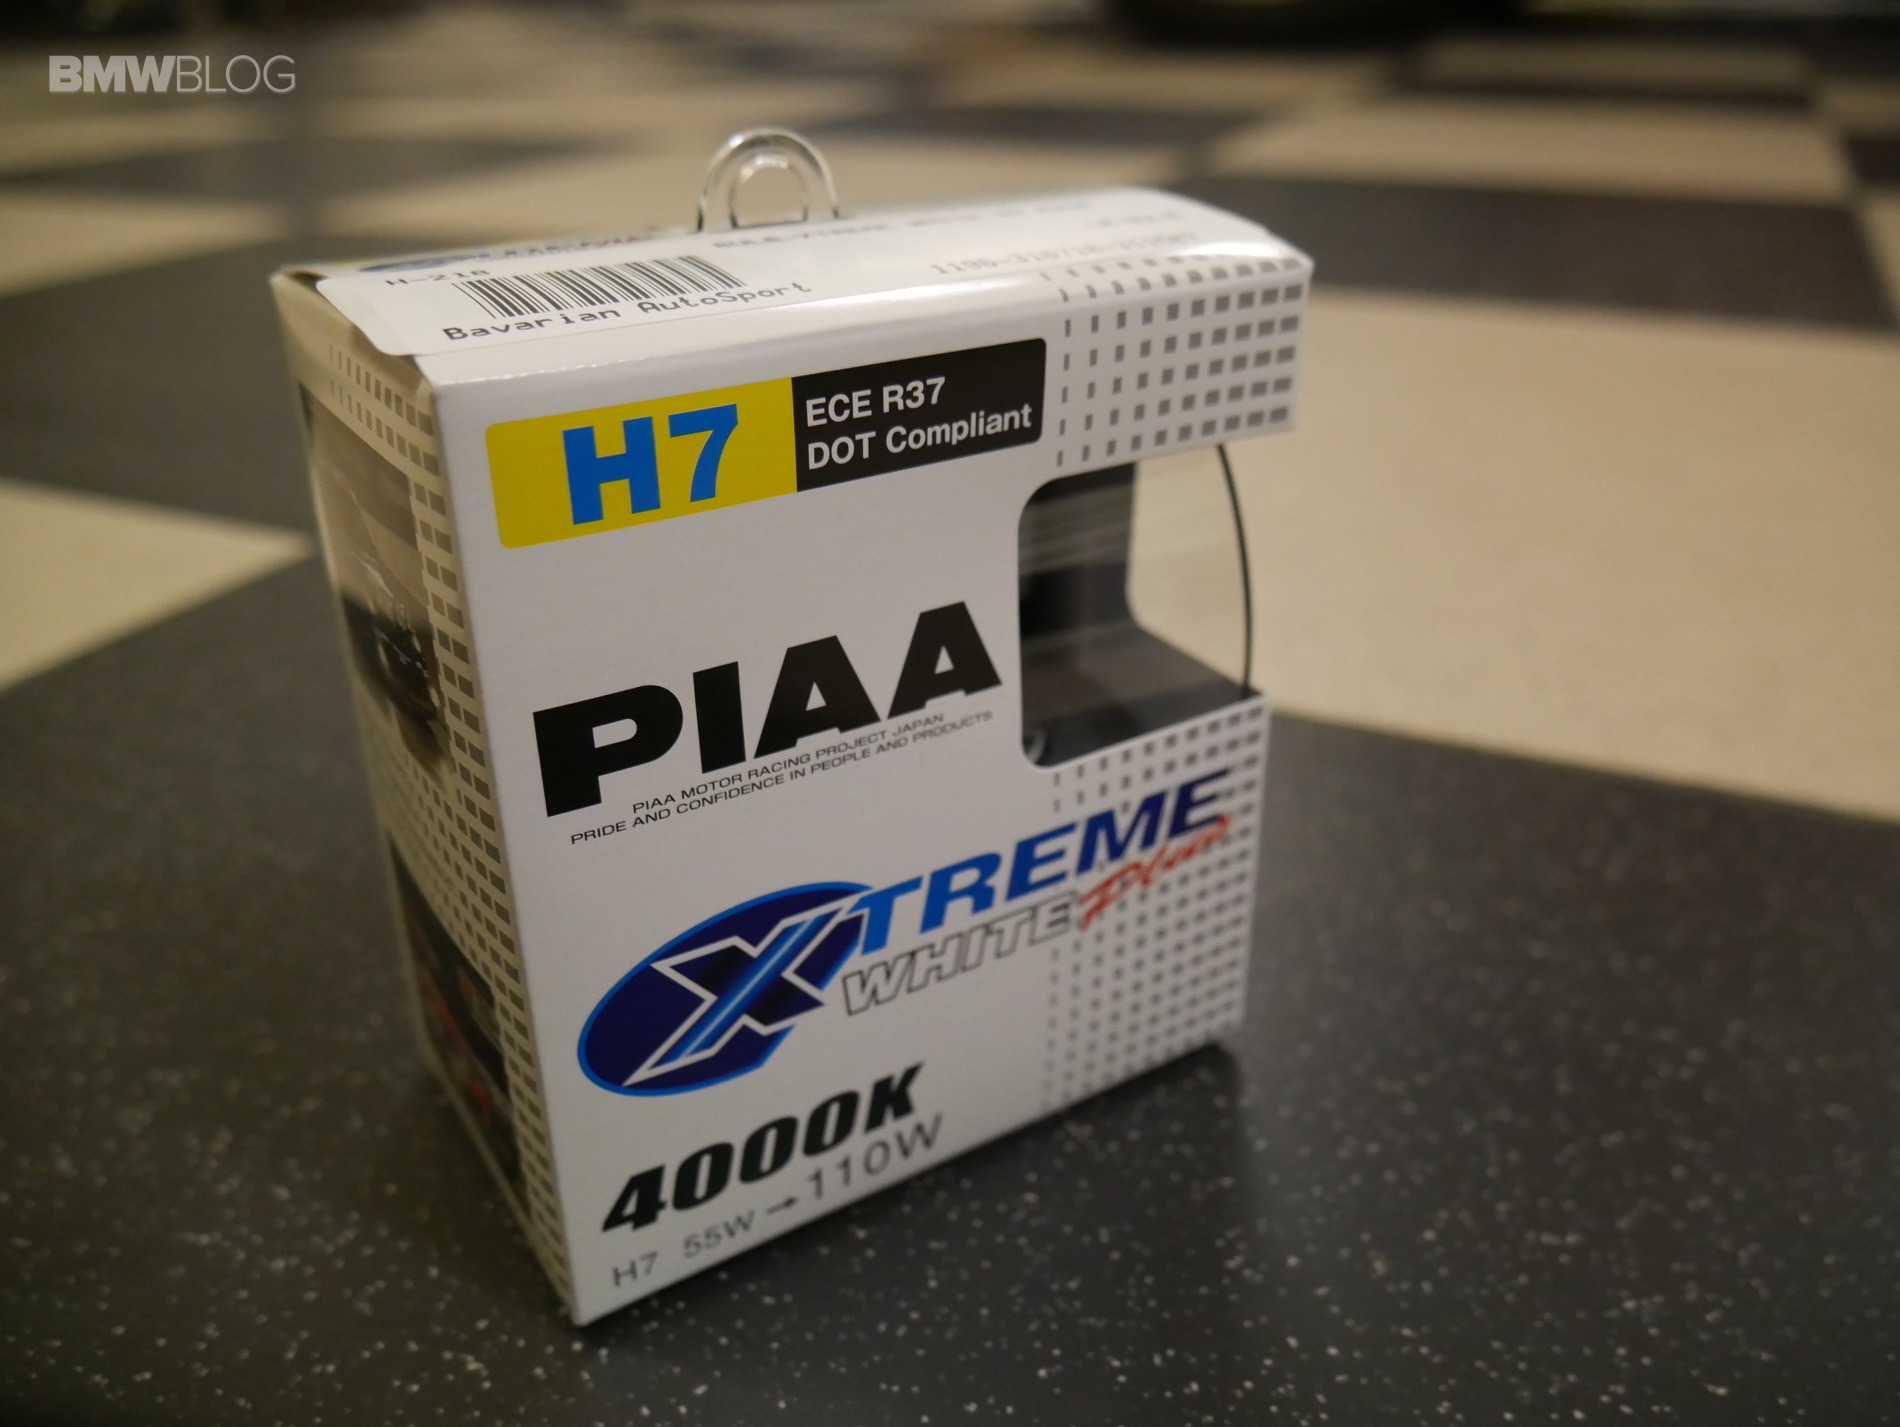 BMWBLOG
H-218
Bavarian AutoSport
H7
ECE R37
DOT Compliant
PIAA
PIAA MOTOR RACING PROJECT JAPAN
PRIDE AND CONFIDENCE IN PEOPLE AND PRODUCTS
XTREME
WHITE Plus
4000K
H7 55W→110W